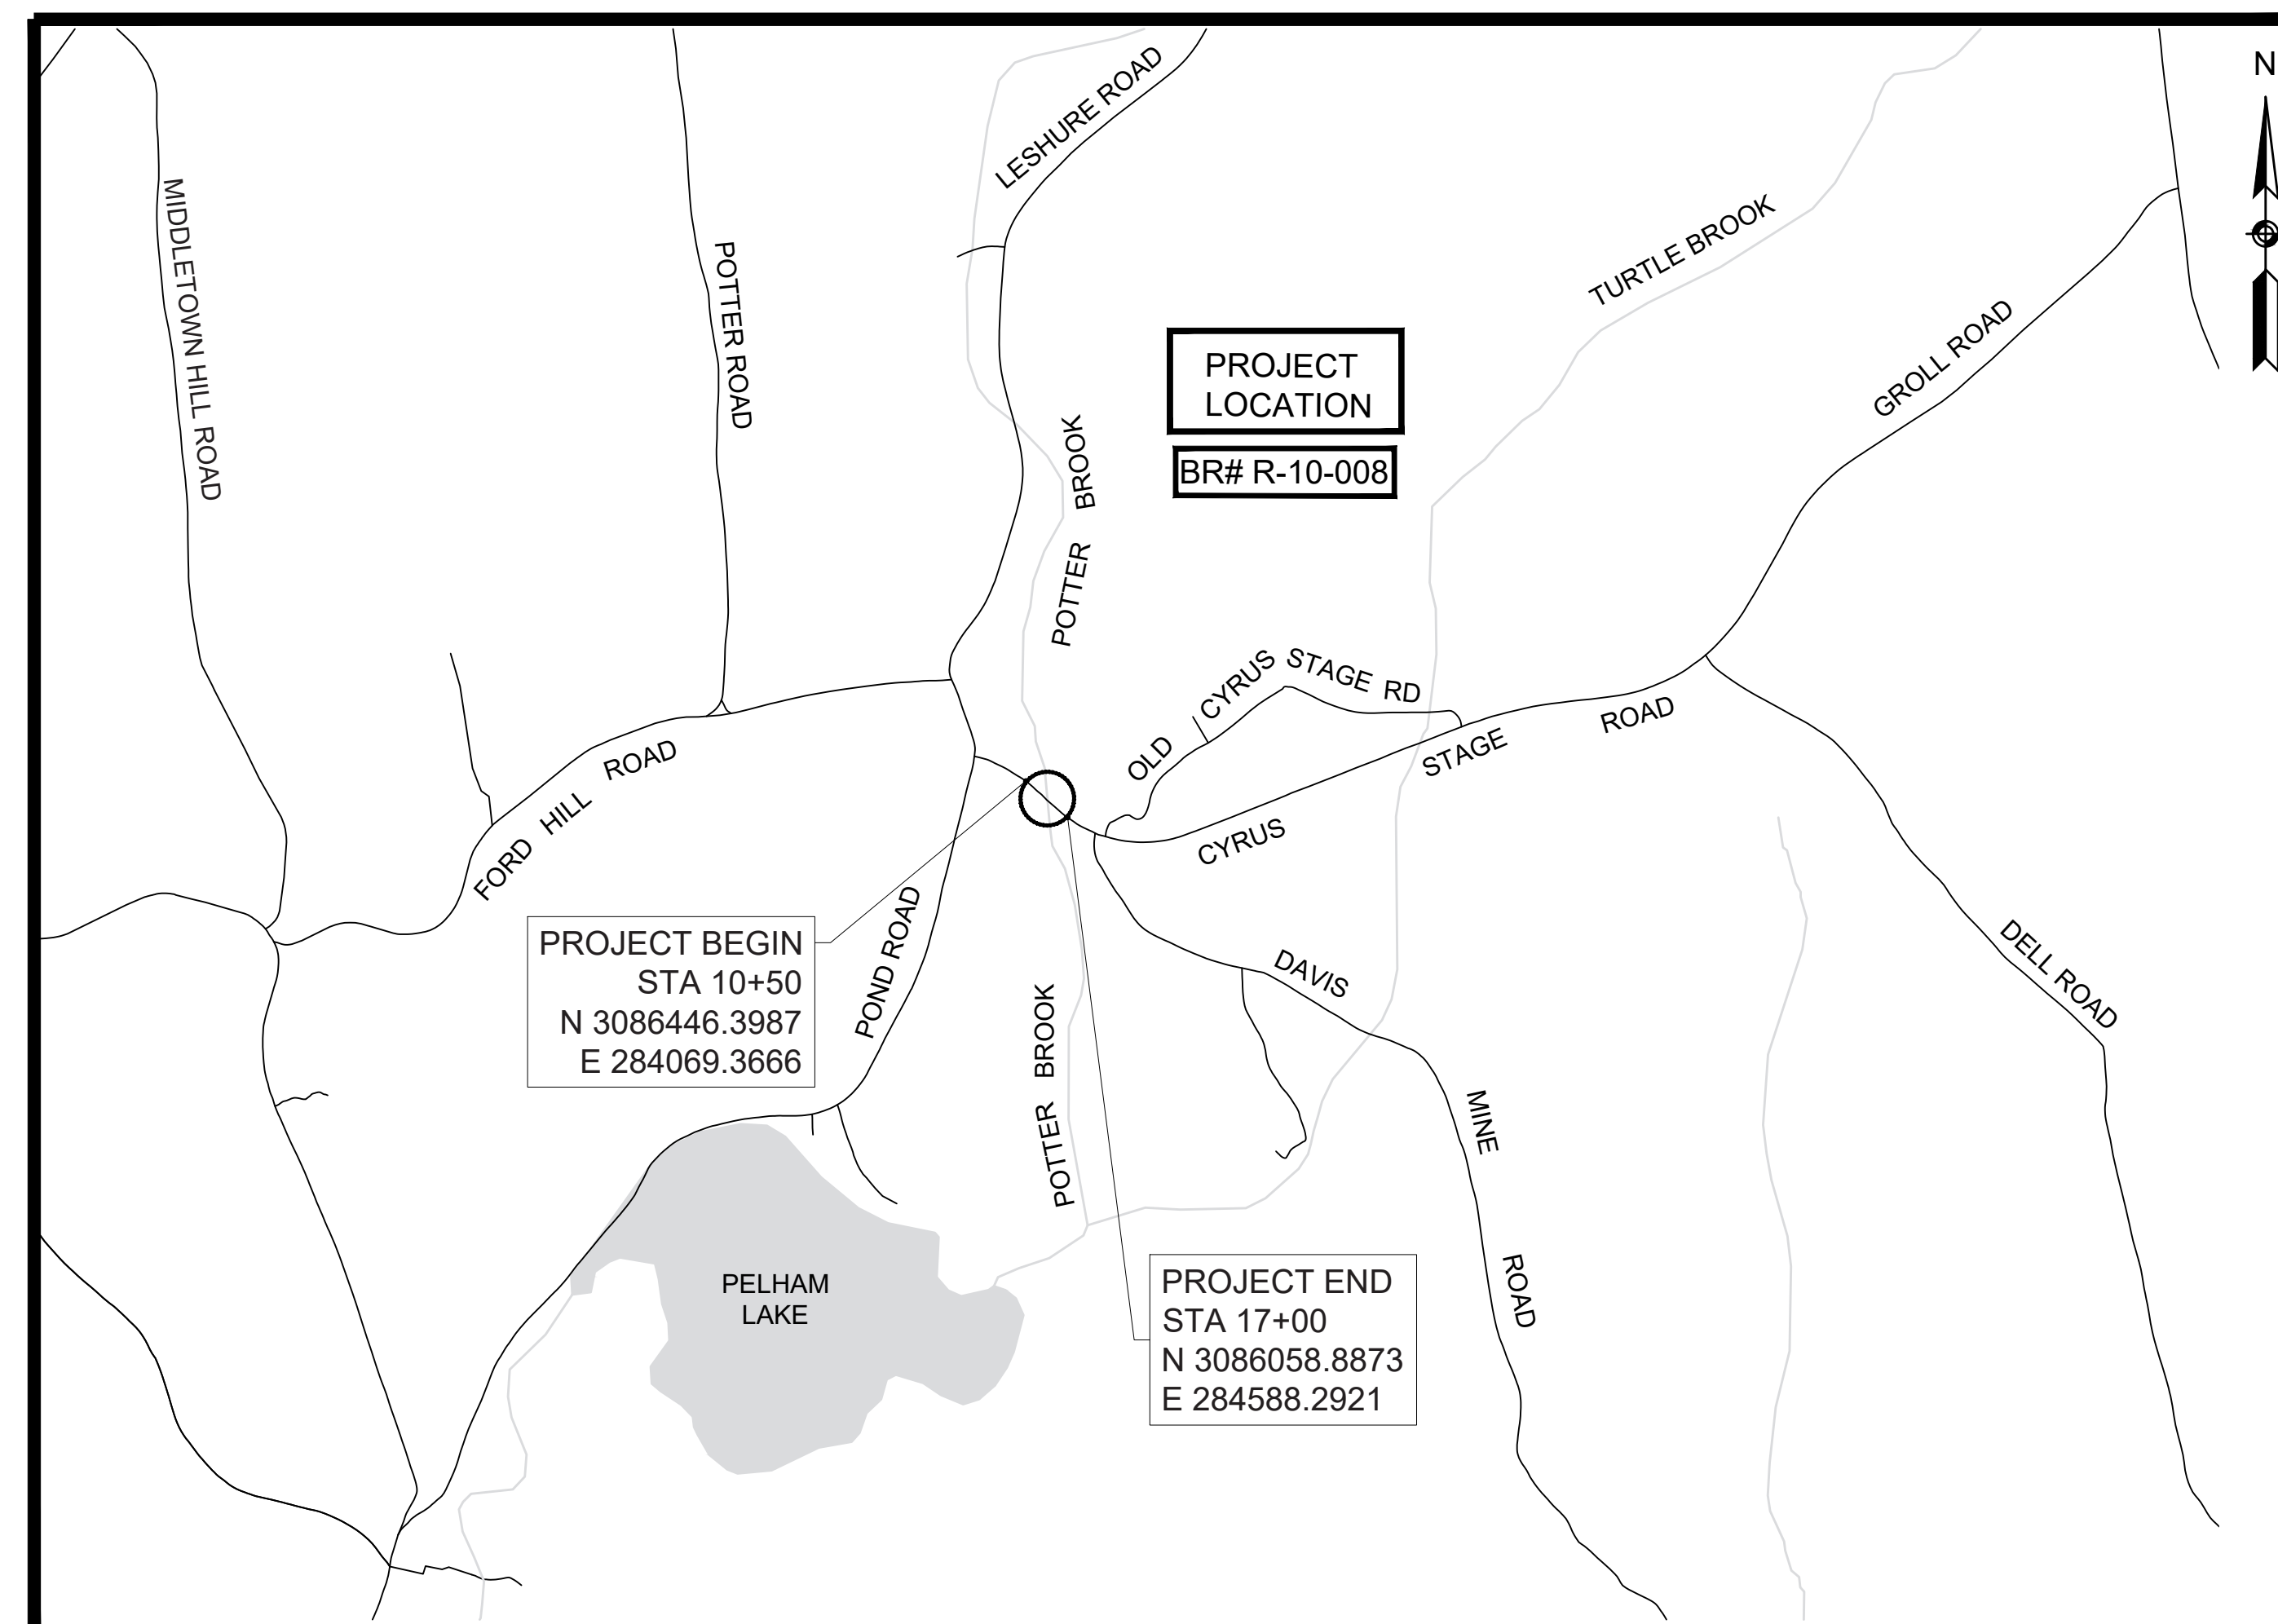 N
LESHURE ROAD
MIDDLETOWN HILL ROAD
POTTER ROAD
TURTLE BROOK
GROLL ROAD
PROJECT
LOCATION
BR# R-10-008
POTTER BROOK
OLD CYRUS STAGE RD
CYRUS STAGE ROAD
FORD HILL ROAD
POND ROAD
PROJECT BEGIN
STA 10+50
N 3086446.3987
E 284069.3666
DAVIS MINE ROAD
DELL ROAD
POTTER BROOK
PELHAM
LAKE
PROJECT END
STA 17+00
N 3086058.8873
E 284588.2921